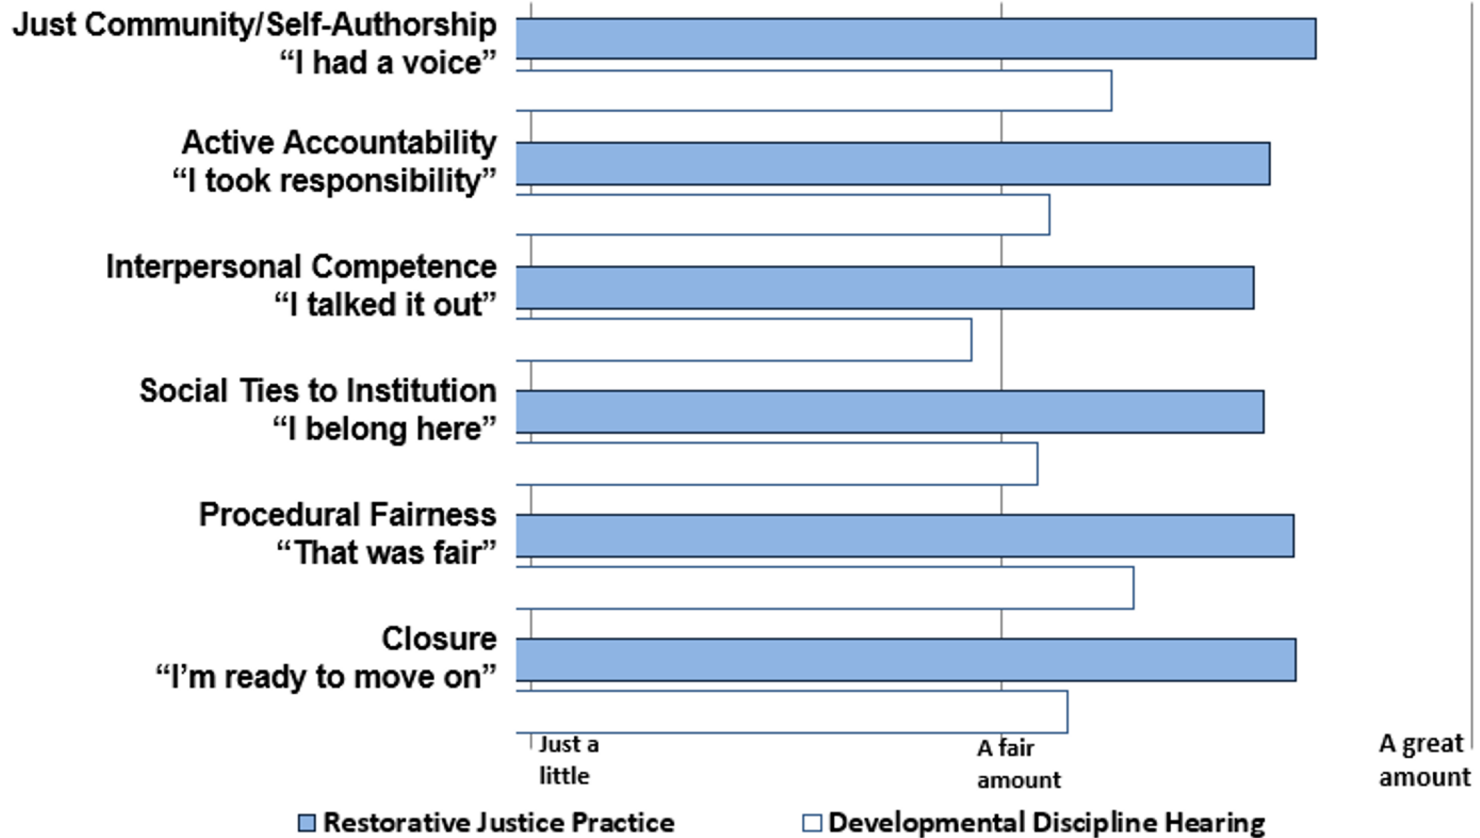 Just Community/Self-Authorship
“I had a voice”
Active Accountability
“I took responsibility”
Interpersonal Competence
“I talked it out”
Social Ties to Institution
“I belong here”
Procedural Fairness
“That was fair”
Closure
“I’m ready to move on”
Just a
little
A fair
amount
A great
amount
Restorative Justice Practice
Developmental Discipline Hearing